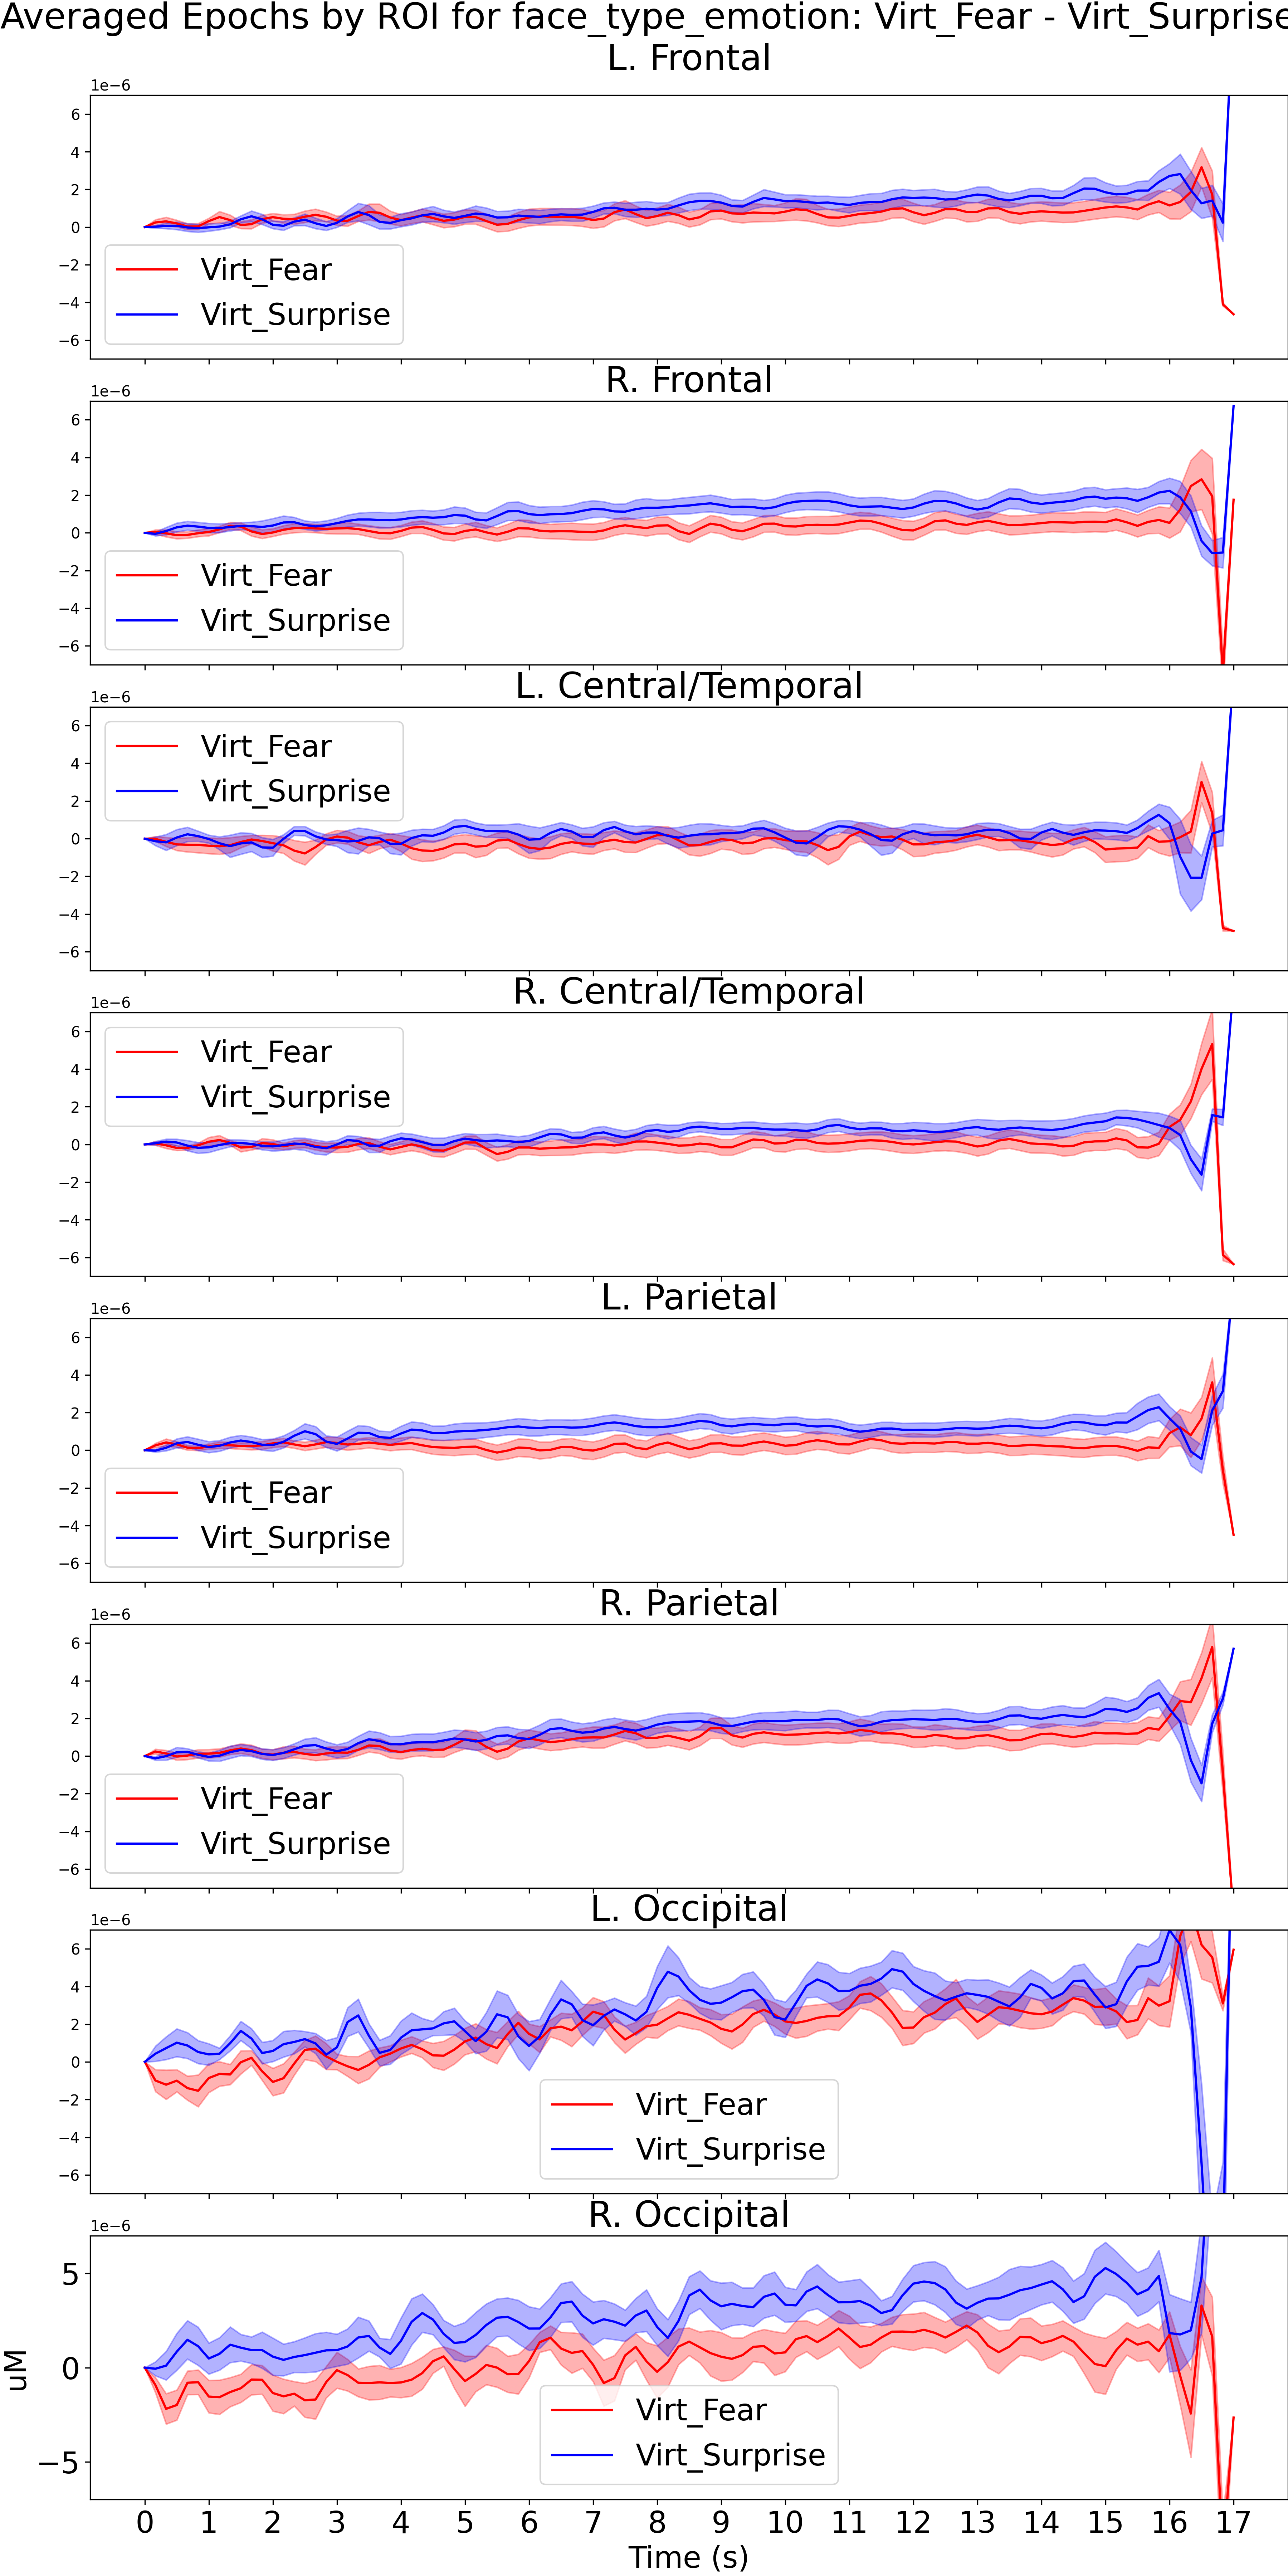 Averaged Epochs by ROI for face_type_emotion: Virt_Fear - Virt_Surprise
L. Frontal
1e−6
6
4
2
0
−2
−4
−6
Virt_Fear
Virt_Surprise
R. Frontal
1e−6
6
4
2
0
−2
−4
−6
Virt_Fear
Virt_Surprise
L. Central/Temporal
1e−6
6
4
2
0
−2
−4
−6
Virt_Fear
Virt_Surprise
R. Central/Temporal
1e−6
6
4
2
0
−2
−4
−6
Virt_Fear
Virt_Surprise
L. Parietal
1e−6
6
4
2
0
−2
−4
−6
Virt_Fear
Virt_Surprise
R. Parietal
1e−6
6
4
2
0
−2
−4
−6
Virt_Fear
Virt_Surprise
L. Occipital
1e−6
6
4
2
0
−2
−4
−6
Virt_Fear
Virt_Surprise
R. Occipital
1e−6
5
0
−5
uM
Virt_Fear
Virt_Surprise
0 1 2 3 4 5 6 7 8 9 10 11 12 13 14 15 16 17
Time (s)